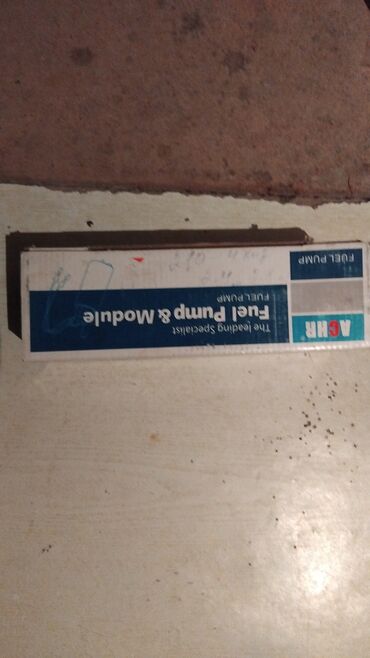 ACHR
FUEL PUMP
The leading Specialist
Fuel Pump & Module
FUEL PUMP